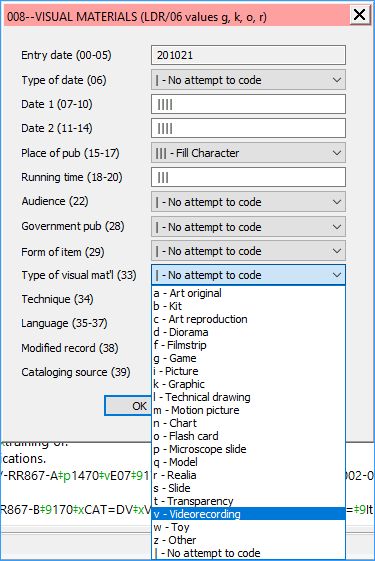 008--VISUAL MATERIALS (LDR/06 values g, k, o, r)
Entry date (00-05) 201021
Type of date (06) | - No attempt to code
Date 1 (07-10) ||||
Date 2 (11-14) ||||
Place of pub (15-17) ||| - Fill Character
Running time (18-20) |||
Audience (22) | - No attempt to code
Government pub (28) | - No attempt to code
Form of item (29) | - No attempt to code
Type of visual mat'l (33) | - No attempt to code
Technique (34)
Language (35-37)
Modified record (38)
Cataloging source (39)
a - Art original
b - Kit
c - Art reproduction
d - Diorama
f - Filmstrip
g - Game
i - Picture
k - Graphic
l - Technical drawing
m - Motion picture
n - Chart
o - Flash card
p - Microscope slide
q - Model
r - Realia
s - Slide
t - Transparency
v - Videorecording
w - Toy
z - Other
| - No attempt to code
OK
ications.
/-RR867-A‡p1470‡vE07‡91 002-0
RR867-B‡9170‡xCAT=DV‡xV =‡9It